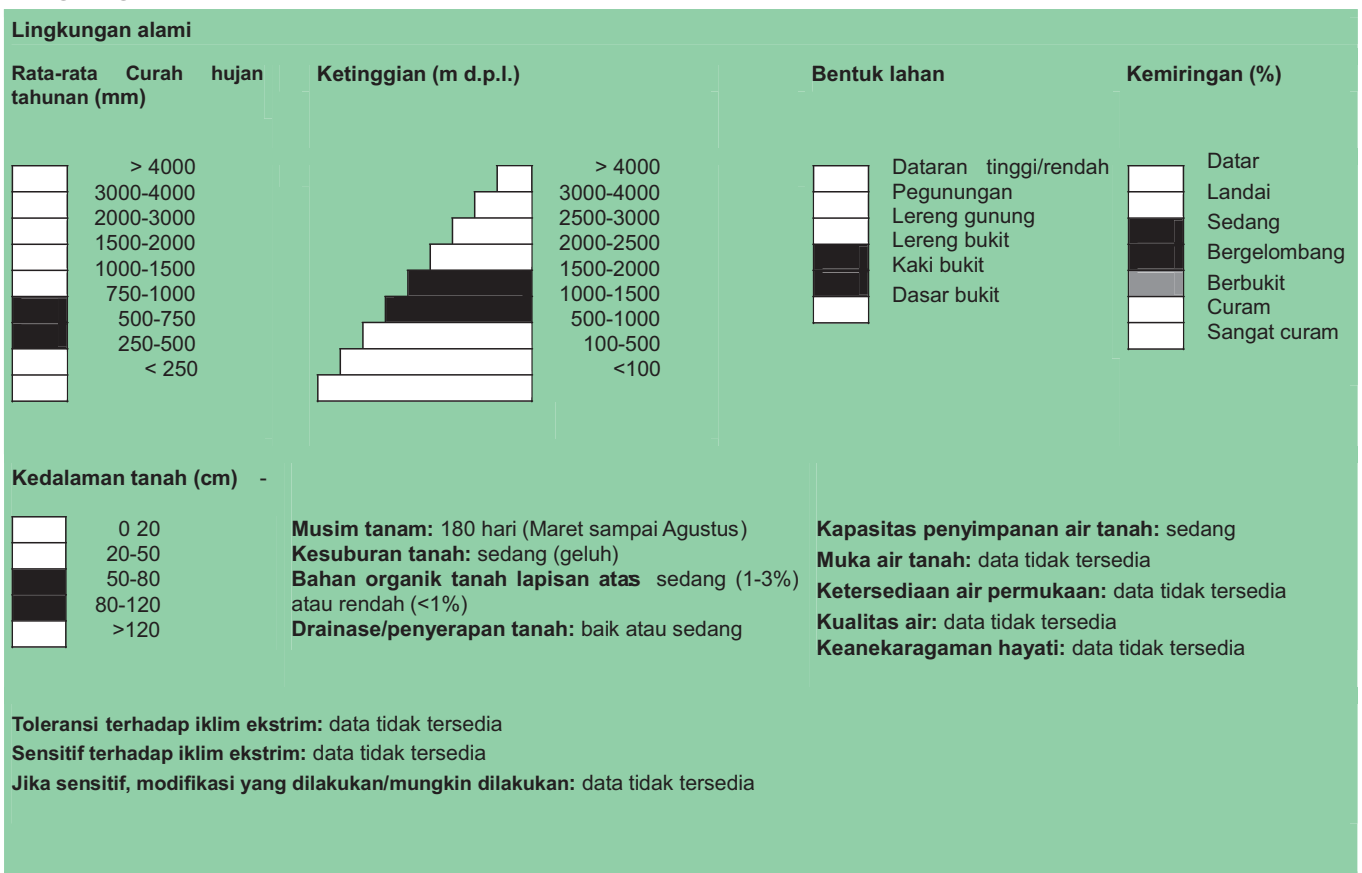 Lingkungan alami
Rata-rata Curah hujan
tahunan (mm)
> 4000
3000-4000
2000-3000
1500-2000
1000-1500
750-1000
500-750
250-500
< 250
Ketinggian (m d.p.l.)
> 4000
3000-4000
2500-3000
2000-2500
1500-2000
1000-1500
500-1000
100-500
<100
Bentuk lahan
Dataran tinggi/rendah
Pegunungan
Lereng gunung
Lereng bukit
Kaki bukit
Dasar bukit
Kemiringan (%)
Datar
Landai
Sedang
Bergelombang
Berbukit
Curam
Sangat curam
Kedalaman tanah (cm) -
0 20
20-50
50-80
80-120
>120
Musim tanam: 180 hari (Maret sampai Agustus)
Kesuburan tanah: sedang (geluh)
Bahan organik tanah lapisan atas sedang (1-3%)
atau rendah (<1%)
Drainase/penyerapan tanah: baik atau sedang
Kapasitas penyimpanan air tanah: sedang
Muka air tanah: data tidak tersedia
Ketersediaan air permukaan: data tidak tersedia
Kualitas air: data tidak tersedia
Keanekaragaman hayati: data tidak tersedia
Toleransi terhadap iklim ekstrim: data tidak tersedia
Sensitif terhadap iklim ekstrim: data tidak tersedia
Jika sensitif, modifikasi yang dilakukan/mungkin dilakukan: data tidak tersedia